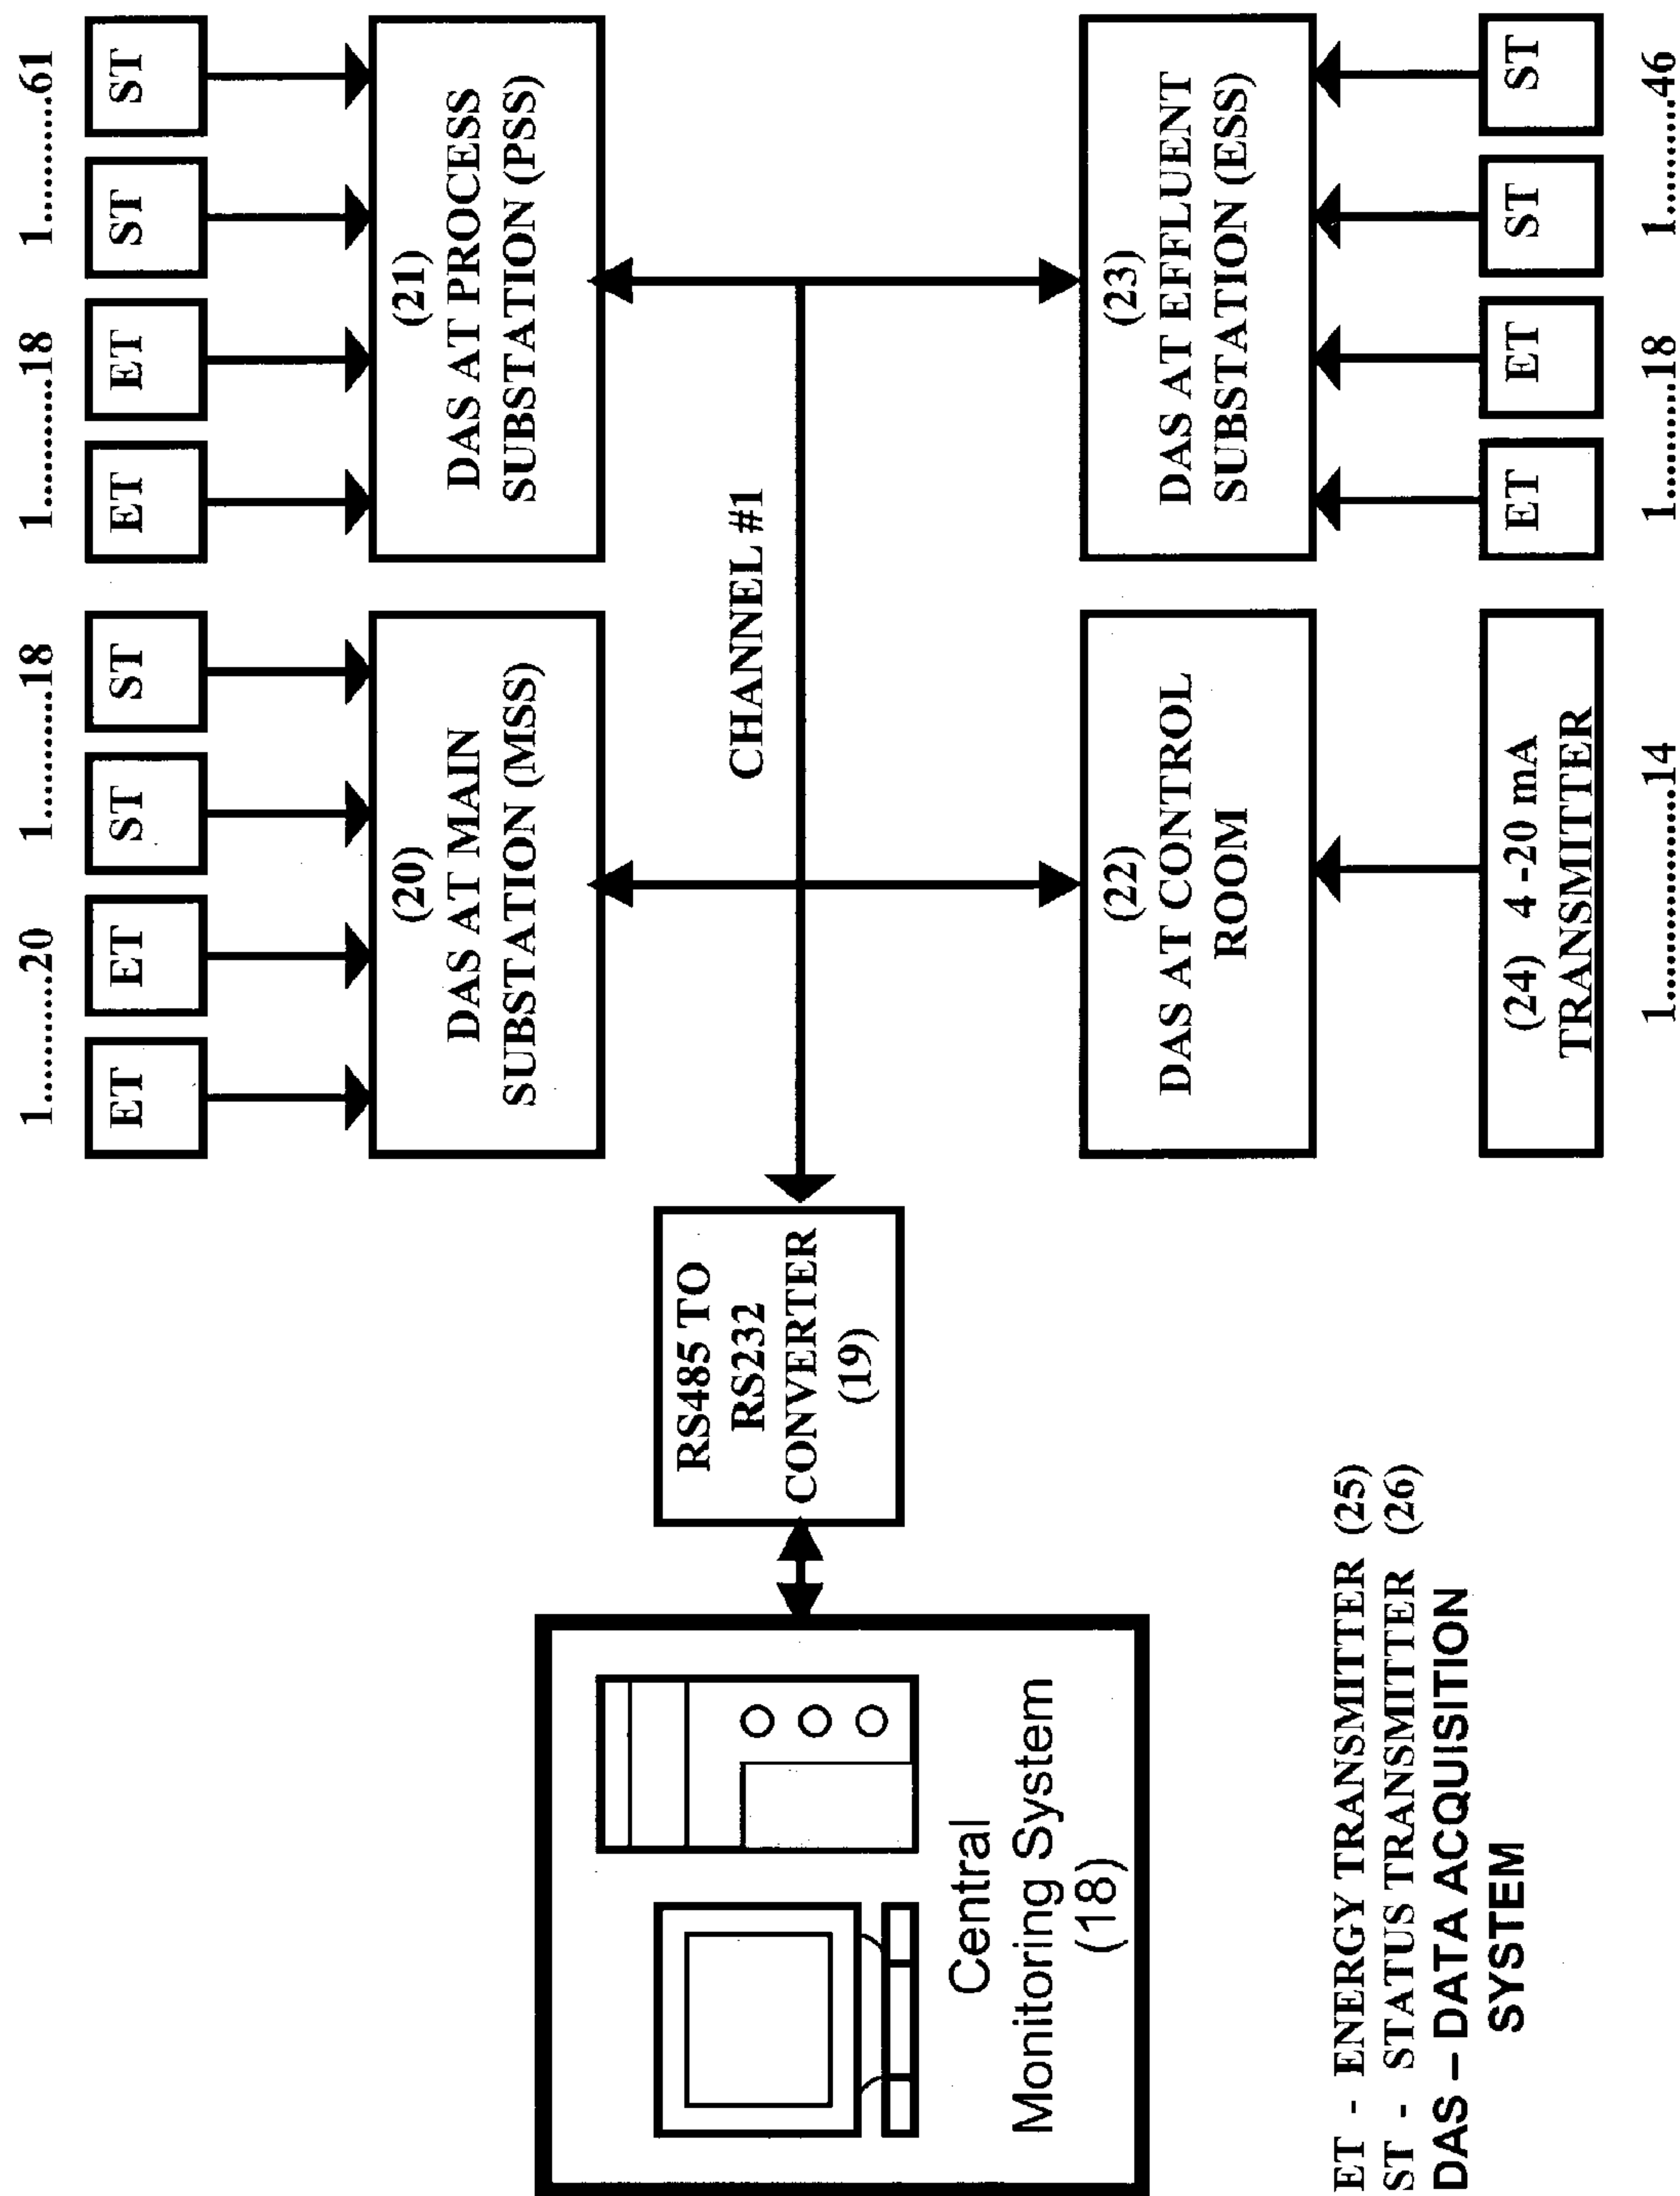 1............20
1............18
1............18
1............61
ET
ET
ST
ST
ET
ET
ST
ST
(20)
DAS AT MAIN
SUBSTATION (MSS)
(21)
DAS AT PROCESS
SUBSTATION (PSS)
CHANNEL #1
RS485 TO
RS232
CONVERTER
(19)
Central
Monitoring System
(18)
(22)
DAS AT CONTROL
ROOM
(23)
DAS AT EFFLUENT
SUBSTATION (ESS)
(24) 4 -20 mA
TRANSMITTER
ET
ET
ST
ST
1..................14
1..........18
1..........46
ET - ENERGY TRANSMITTER (25)
ST - STATUS TRANSMITTER (26)
DAS – DATA ACQUISITION
SYSTEM